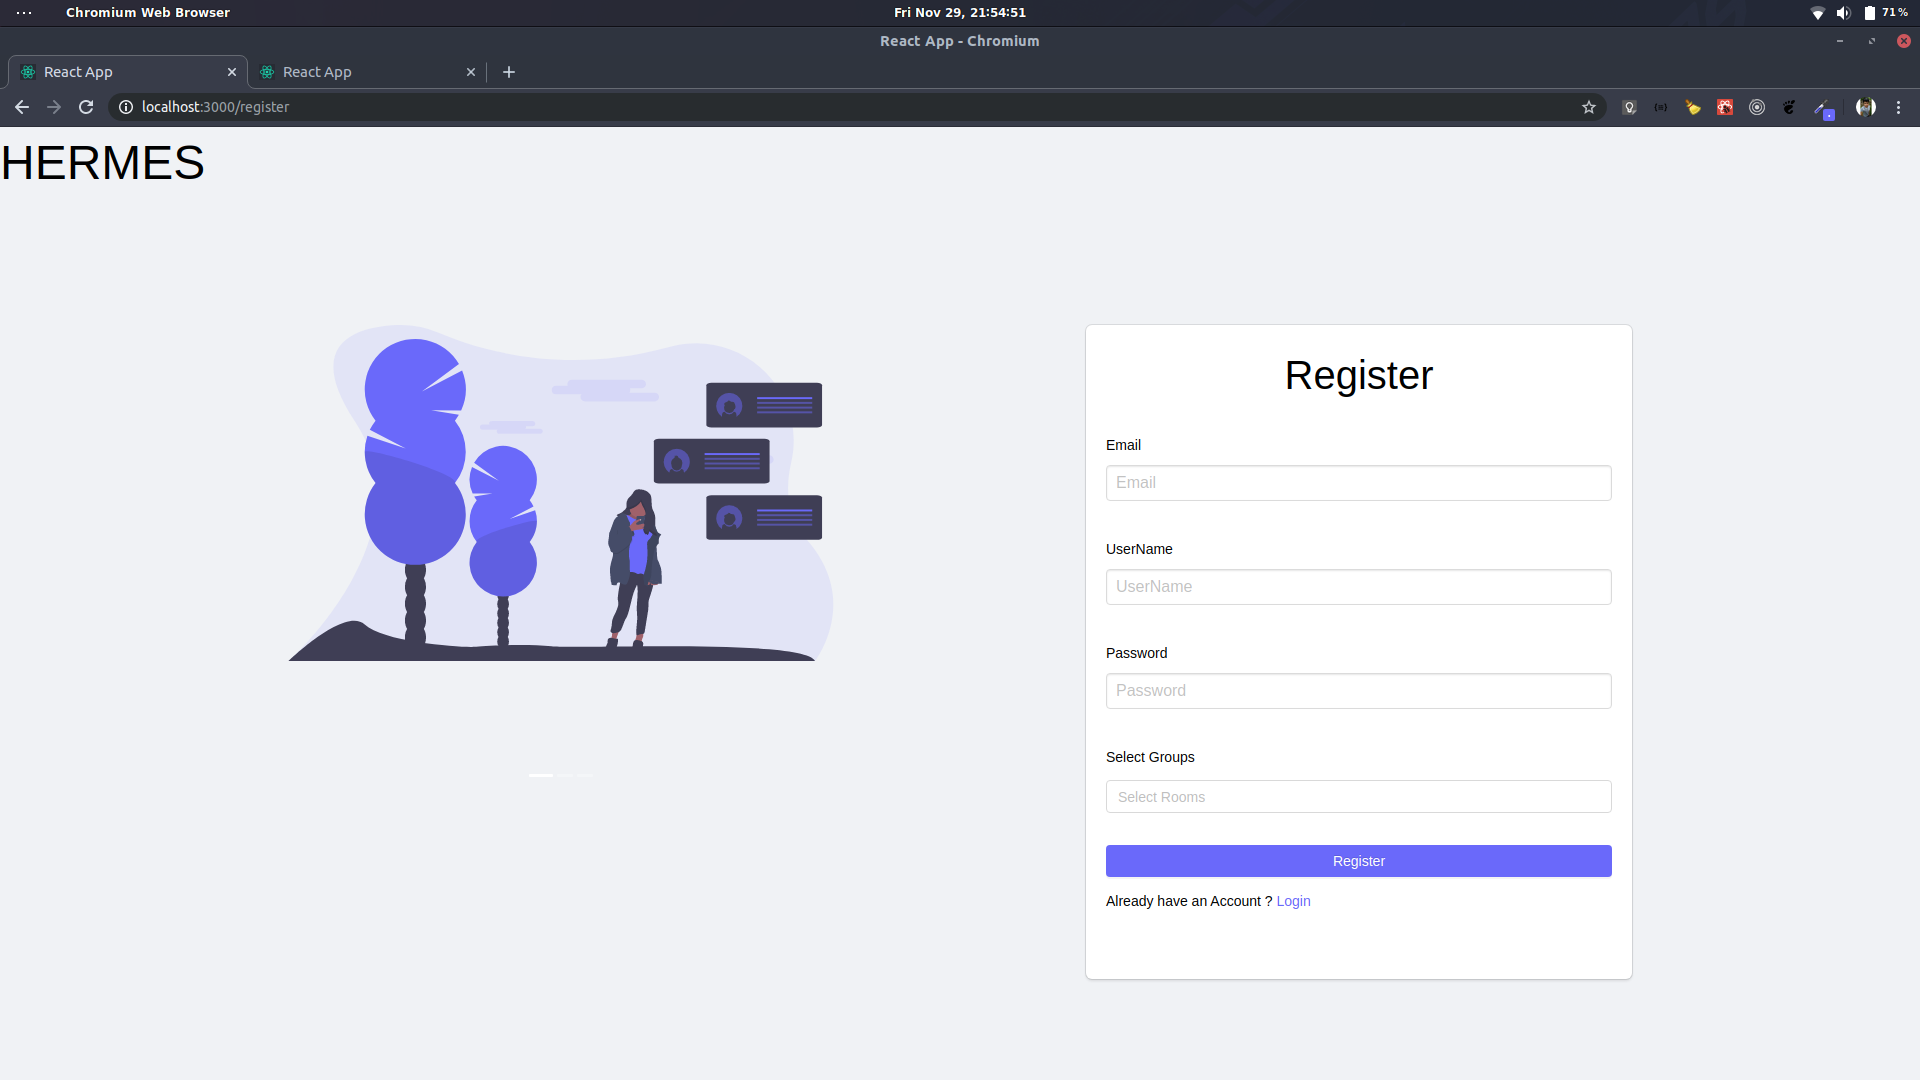 Chromium Web Browser
Fri Nov 29, 21:54:51
71 %
React App - Chromium
React App
React App
localhost:3000/register
HERMES
Register
Email
Email
UserName
UserName
Password
Password
Select Groups
Select Rooms
Register
Already have an Account ? Login